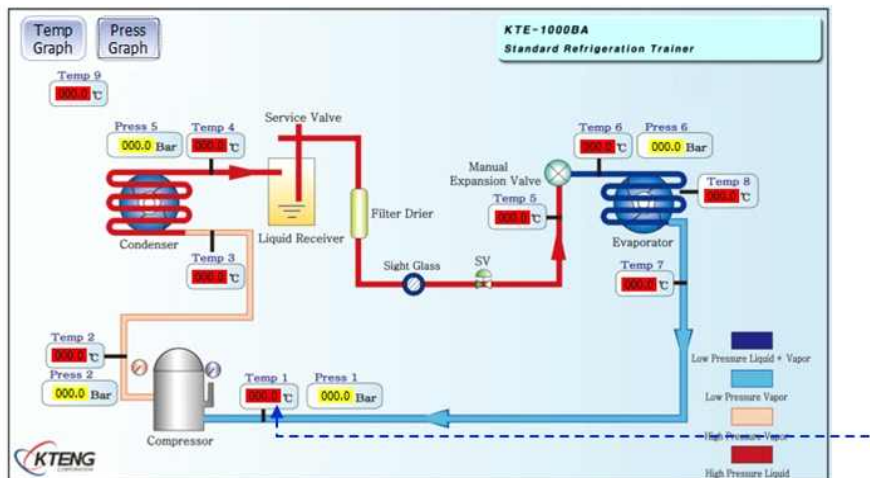 Temp
Graph
Press
Graph
KTE-1000BA
Standard Refrigeration Trainer
Temp 9
000.0 ℃
Press 5
000.0 Bar
Temp 4
000.0 ℃
Service Valve
Temp 6
000.0 ℃
Press 6
000.0 Bar
Manual
Expansion Valve
Temp 8
000.0 ℃
Temp 5
000.0 ℃
Filter Drier
Condenser
Liquid Receiver
Evaporator
Temp 3
000.0 ℃
Sight Glass
SV
Temp 7
000.0 ℃
Temp 2
000.0 ℃
Press 2
000.0 Bar
Temp 1
000.0 ℃
Press 1
000.0 Bar
Compressor
Low Pressure Liquid + Vapor
Low Pressure Vapor
High Pressure Vapor
High Pressure Liquid
KTENG
CORPORATION